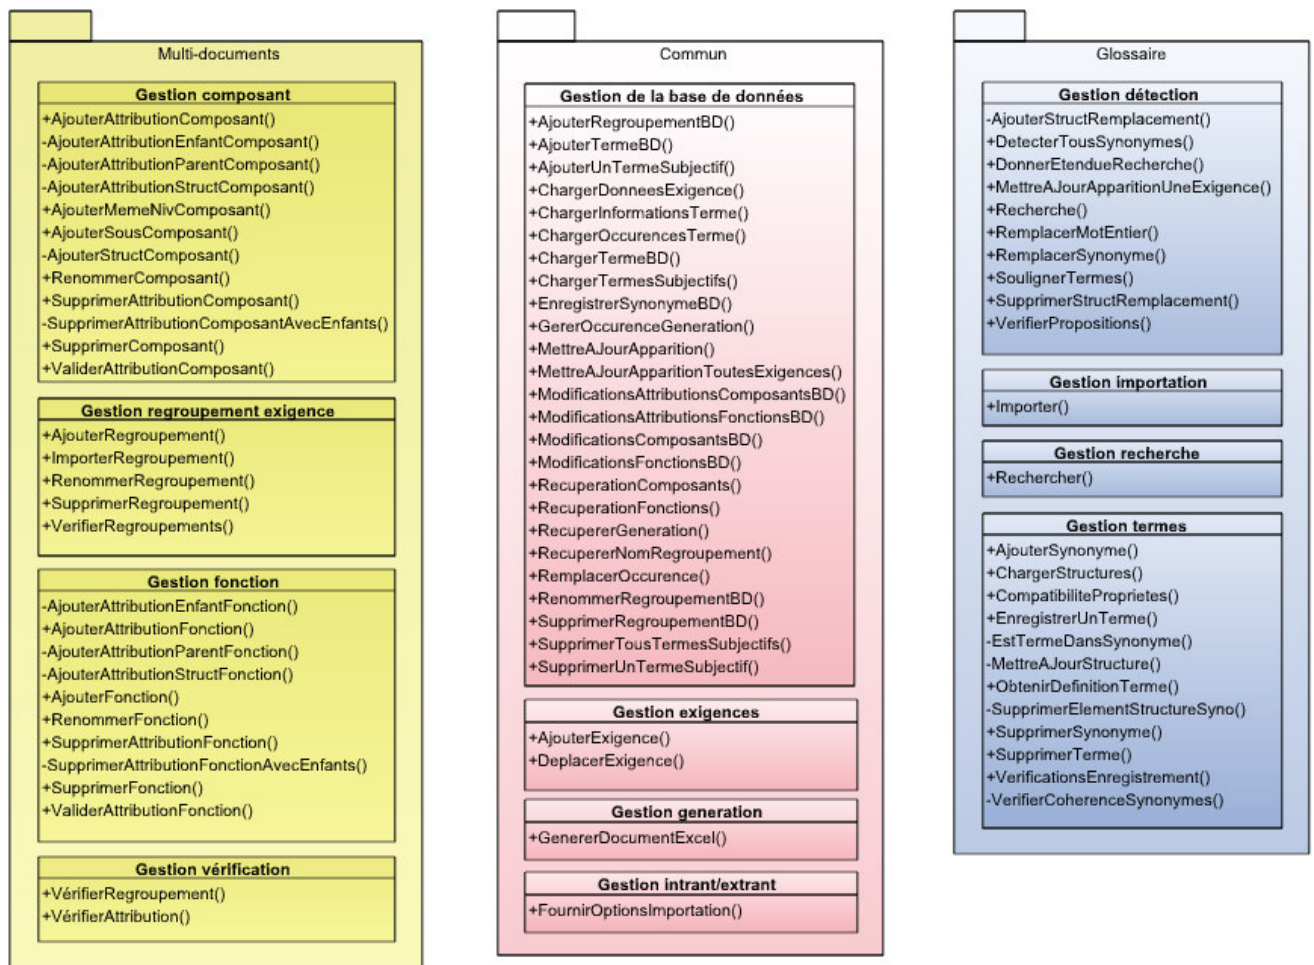 Multi-documents
Gestion composant
+AjouterAttributionComposant()
-AjouterAttributionEnfantComposant()
-AjouterAttributionParentComposant()
-AjouterAttributionStructComposant()
+AjouterMemeNivComposant()
+AjouterSousComposant()
-AjouterStructComposant()
+RenommerComposant()
+SupprimerAttributionComposant()
-SupprimerAttributionComposantAvecEnfants()
+SupprimerComposant()
+ValiderAttributionComposant()
Gestion regroupement exigence
+AjouterRegroupement()
+ImporterRegroupement()
+RenommerRegroupement()
+SupprimerRegroupement()
+VerifierRegroupements()
Gestion fonction
-AjouterAttributionEnfantFonction()
+AjouterAttributionFonction()
-AjouterAttributionParentFonction()
-AjouterAttributionStructFonction()
+AjouterFonction()
+RenommerFonction()
+SupprimerAttributionFonction()
-SupprimerAttributionFonctionAvecEnfants()
+SupprimerFonction()
+ValiderAttributionFonction()
Gestion vérification
+VérifierRegroupement()
+VérifierAttribution()
Commun
Gestion de la base de données
+AjouterRegroupementBD()
+AjouterTermeBD()
+AjouterUnTermeSubjectif()
+ChargerDonneesExigence()
+ChargerInformationsTerme()
+ChargerOccurencesTerme()
+ChargerTermeBD()
+ChargerTermesSubjectifs()
+EnregistrerSynonymeBD()
+GererOccurenceGeneration()
+MettreAJourApparition()
+MettreAJourApparitionToutesExigences()
+ModificationsAttributionsComposantsBD()
+ModificationsAttributionsFonctionsBD()
+ModificationsComposantsBD()
+ModificationsFonctionsBD()
+RecuperationComposants()
+RecuperationFonctions()
+RecupererGeneration()
+RecupererNomRegroupement()
+RemplacerOccurence()
+RenommerRegroupementBD()
+SupprimerRegroupementBD()
+SupprimerTousTermesSubjectifs()
+SupprimerUnTermeSubjectif()
Gestion exigences
+AjouterExigence()
+DeplacerExigence()
Gestion generation
+GenererDocumentExcel()
Gestion intrant/extrant
+FournirOptionsImportation()
Glossaire
Gestion détection
-AjouterStructRemplacement()
+DetecterTousSynonymes()
+DonnerEtendueRecherche()
+MettreAJourApparitionUneExigence()
+Recherche()
+RemplacerMotEntier()
+RemplacerSynonyme()
+SoulignerTermes()
+SupprimerStructRemplacement()
+VerifierPropositions()
Gestion importation
+Importer()
Gestion recherche
+Rechercher()
Gestion termes
+AjouterSynonyme()
+ChargerStructures()
+CompatibiliteProprietes()
+EnregistrerUnTerme()
-EstTermeDansSynonyme()
-MettreAJourStructure()
+ObtenirDefinitionTerme()
-SupprimerElementStructureSyno()
+SupprimerSynonyme()
+SupprimerTerme()
+VerificationsEnregistrement()
-VerifierCoherenceSynonymes()